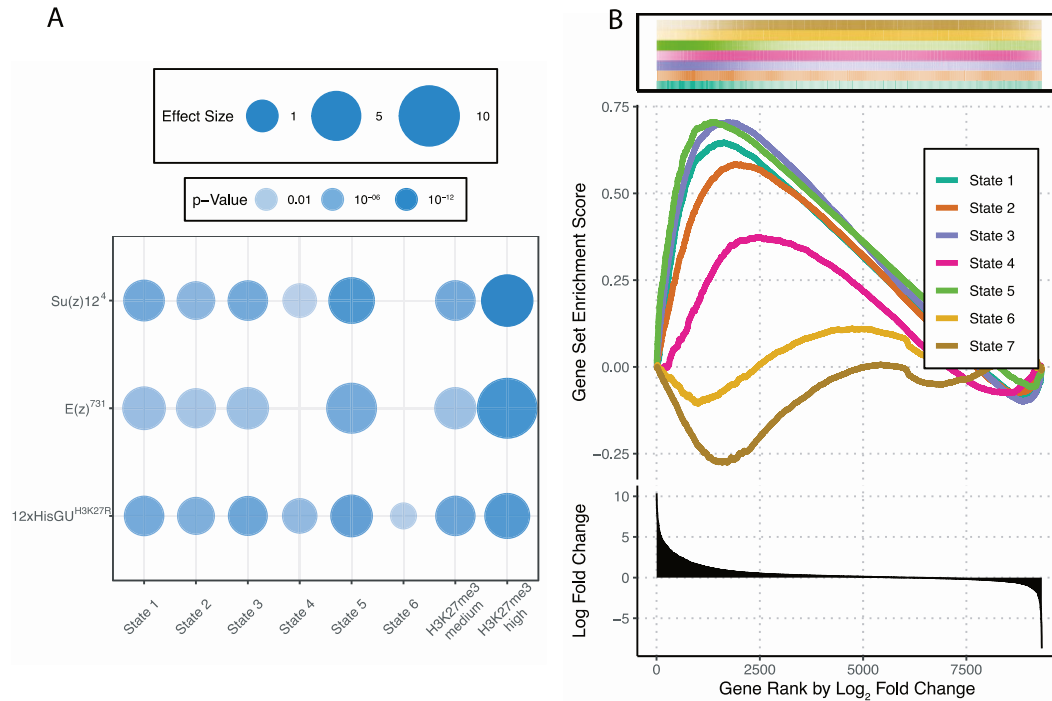 A
Effect Size 1 5 10
p-Value 0.01 10⁻⁰⁶ 10⁻¹²
Su(z)12⁴
E(z)⁷³¹
12xHisGUᴴ³ᴷ²⁷ᴿ
State 1
State 2
State 3
State 4
State 5
State 6
H3K27me3
medium
H3K27me3
high
B
0.75
0.50
0.25
0.00
−0.25
Gene Set Enrichment Score
State 1
State 2
State 3
State 4
State 5
State 6
State 7
10
5
0
−5
Log Fold Change
0 2500 5000 7500
Gene Rank by Log₂ Fold Change